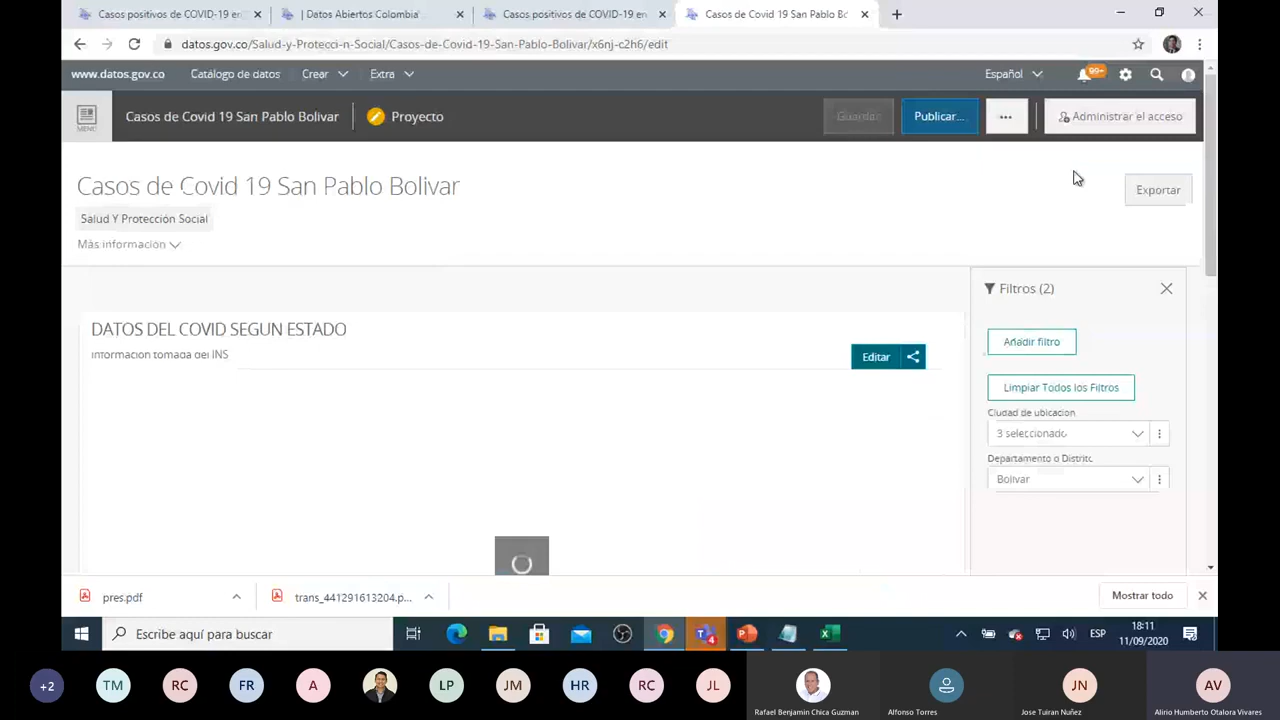 Casos positivos de COVID-19 en
| Datos Abiertos Colombia
Casos positivos de COVID-19 en
Casos de Covid 19 San Pablo Bo
datos.gov.co/Salud-y-Protecci-n-Social/Casos-de-Covid-19-San-Pablo-Bolivar/x6nj-c2h6/edit
www.datos.gov.co
Catálogo de datos
Crear
Extra
Español
99+
MENÚ
Casos de Covid 19 San Pablo Bolivar
Proyecto
Guardar
Publicar...
...
Administrar el acceso
Casos de Covid 19 San Pablo Bolivar
Exportar
Salud Y Protección Social
Más información
Filtros (2)
DATOS DEL COVID SEGUN ESTADO
Información tomada del INS
Editar
Añadir filtro
Limpiar Todos los Filtros
Ciudad de ubicación
3 seleccionado
Departamento o Distrito
Bolivar
pres.pdf
trans_441291613204.p...
Mostrar todo
Escribe aquí para buscar
4
ESP
18:11
11/09/2020
+2
TM
RC
FR
A
LP
JM
HR
RC
JL
JN
AV
Rafael Benjamin Chica Guzman
Alfonso Torres
Jose Tuiran Nuñez
Alirio Humberto Otalora Vivares